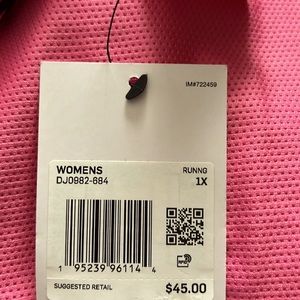 IM#722459
WOMENS RUNNG
DJ0982-684 1X
1 95239 96114 4
SUGGESTED RETAIL $45.00